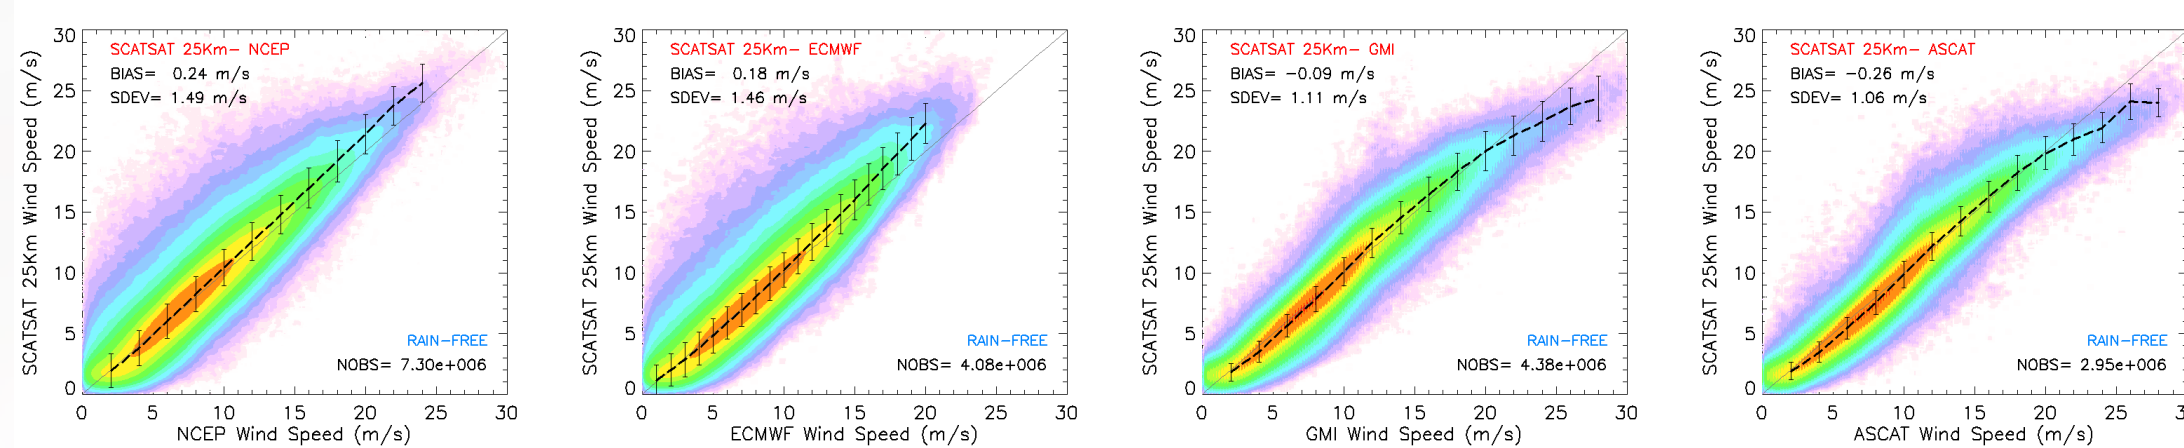 SCATSAT 25Km– NCEP
BIAS= 0.24 m/s
SDEV= 1.49 m/s
RAIN–FREE
NOBS= 7.30e+006
30
25
20
15
10
5
0
SCATSAT 25Km Wind Speed (m/s)
0 5 10 15 20 25 30
NCEP Wind Speed (m/s)
SCATSAT 25Km– ECMWF
BIAS= 0.18 m/s
SDEV= 1.46 m/s
RAIN–FREE
NOBS= 4.08e+006
30
25
20
15
10
5
0
SCATSAT 25Km Wind Speed (m/s)
0 5 10 15 20 25 30
ECMWF Wind Speed (m/s)
SCATSAT 25Km– GMI
BIAS= –0.09 m/s
SDEV= 1.11 m/s
RAIN–FREE
NOBS= 4.38e+006
30
25
20
15
10
5
0
SCATSAT 25Km Wind Speed (m/s)
0 5 10 15 20 25 30
GMI Wind Speed (m/s)
SCATSAT 25Km– ASCAT
BIAS= –0.26 m/s
SDEV= 1.06 m/s
RAIN–FREE
NOBS= 2.95e+006
30
25
20
15
10
5
0
SCATSAT 25Km Wind Speed (m/s)
0 5 10 15 20 25 3
ASCAT Wind Speed (m/s)